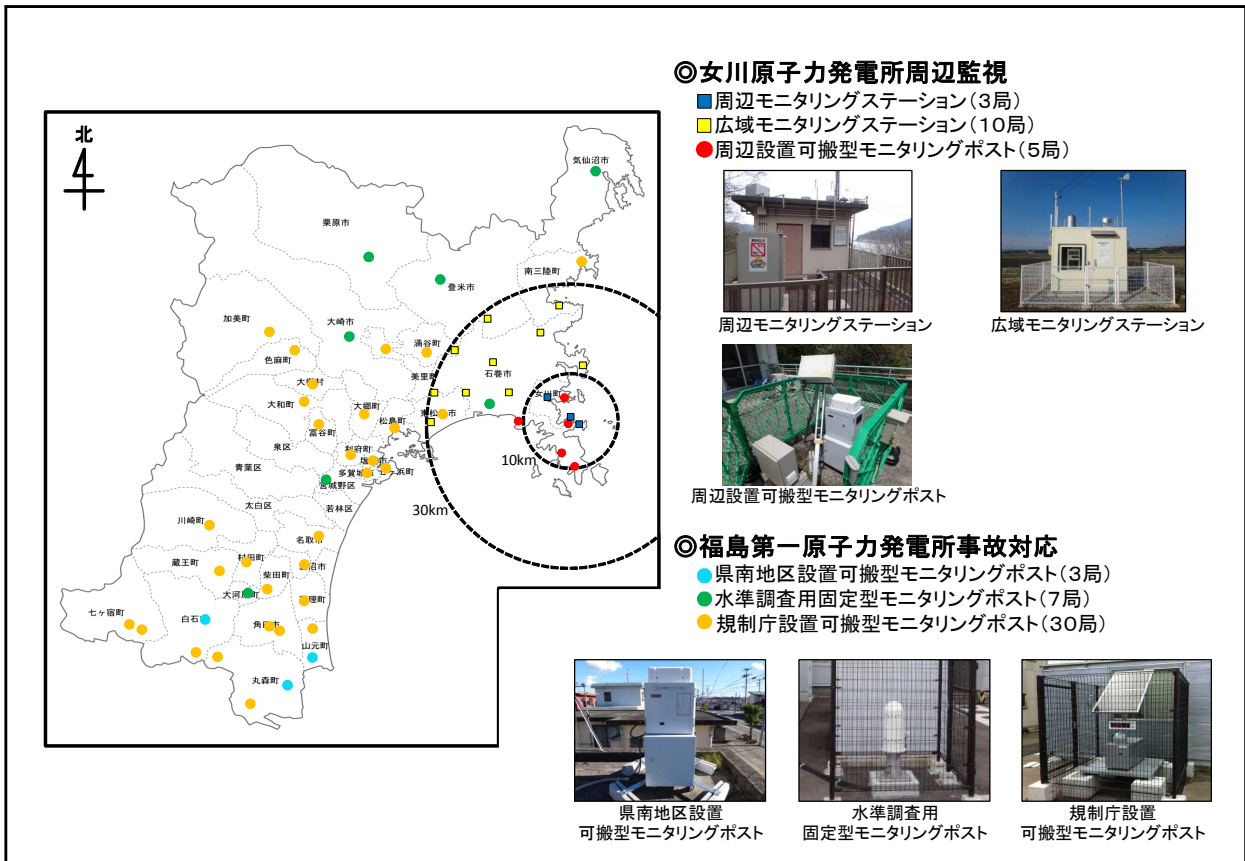 ◎女川原子力発電所周辺監視
周辺モニタリングステーション(3局)
広域モニタリングステーション(10局)
周辺設置可搬型モニタリングポスト(5局)
周辺モニタリングステーション
広域モニタリングステーション
周辺設置可搬型モニタリングポスト
◎福島第一原子力発電所事故対応
県南地区設置可搬型モニタリングポスト(3局)
水準調査用固定型モニタリングポスト(7局)
規制庁設置可搬型モニタリングポスト(30局)
県南地区設置
可搬型モニタリングポスト
水準調査用
固定型モニタリングポスト
規制庁設置
可搬型モニタリングポスト
北
気仙沼市
栗原市
南三陸町
登米市
加美町
大崎市
涌谷町
色麻町
美里町
石巻市
女川町
大和町
大郷町
松島町
富谷町
泉区
利府町
青葉区
10km
宮城野区
30km
太白区
若林区
川崎町
名取市
蔵王町
村田町
柴田町
大河原町
七ヶ宿町
白石市
角田市
山元町
丸森町